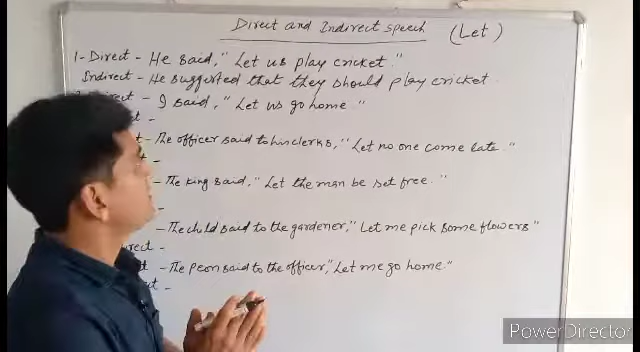 Direct and Indirect speech (Let)
1- Direct - He said, "Let us play cricket."
Indirect - He suggested that they should play cricket.
I said, "Let us go home"
-
- The officer said to his clerks, "Let no one come late."
-
- The king said, "Let the man be set free."
- The child said to the gardener, "Let me pick some flowers"
rect -
- The peon said to the officer, "Let me go home."
ct -
PowerDirector